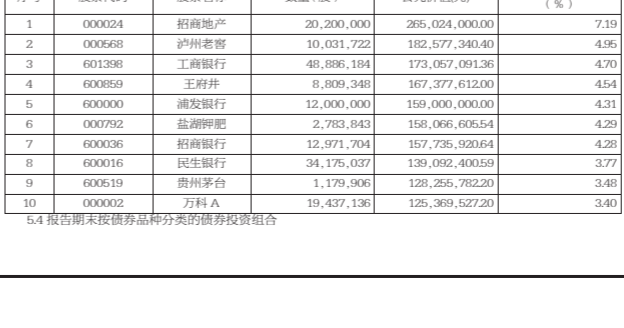 （％）
1 000024 招商地产 20,200,000 265,024,000.00 7.19
2 000568 泸州老窖 10,031,722 182,577,340.40 4.95
3 601398 工商银行 48,886,184 173,057,091.36 4.70
4 600859 王府井 8,809,348 167,377,612.00 4.54
5 600000 浦发银行 12,000,000 159,000,000.00 4.31
6 000792 盐湖钾肥 2,783,843 158,066,605.54 4.29
7 600036 招商银行 12,971,704 157,735,920.64 4.28
8 600016 民生银行 34,175,037 139,092,400.59 3.77
9 600519 贵州茅台 1,179,906 128,255,782.20 3.48
10 000002 万科 A 19,437,136 125,369,527.20 3.40
5.4 报告期末按债券品种分类的债券投资组合